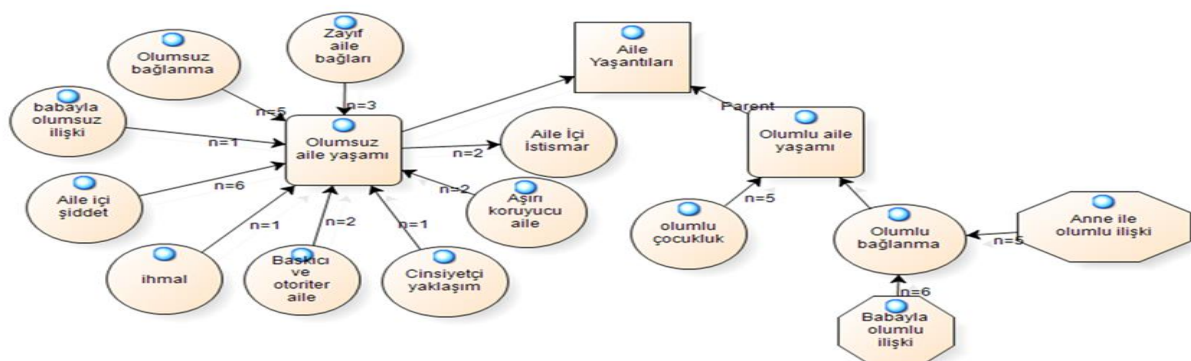 Zayıf
aile
bağları
n=3
Olumsuz
bağlanma
n=5
babayla
olumsuz
ilişki
n=1
Aile içi
şiddet
n=6
ihmal
n=1
Baskıcı
ve
otoriter
aile
n=2
Cinsiyetçi
yaklaşım
n=1
Aşırı
koruyucu
aile
n=2
Aile İçi
İstismar
n=2
Olumsuz
aile yaşamı
Aile
Yaşantıları
Parent
Olumlu aile
yaşamı
olumlu
çocukluk
n=5
Olumlu
bağlanma
Anne ile
olumlu ilişki
n=5
n=6
Babayla
olumlu
ilişki